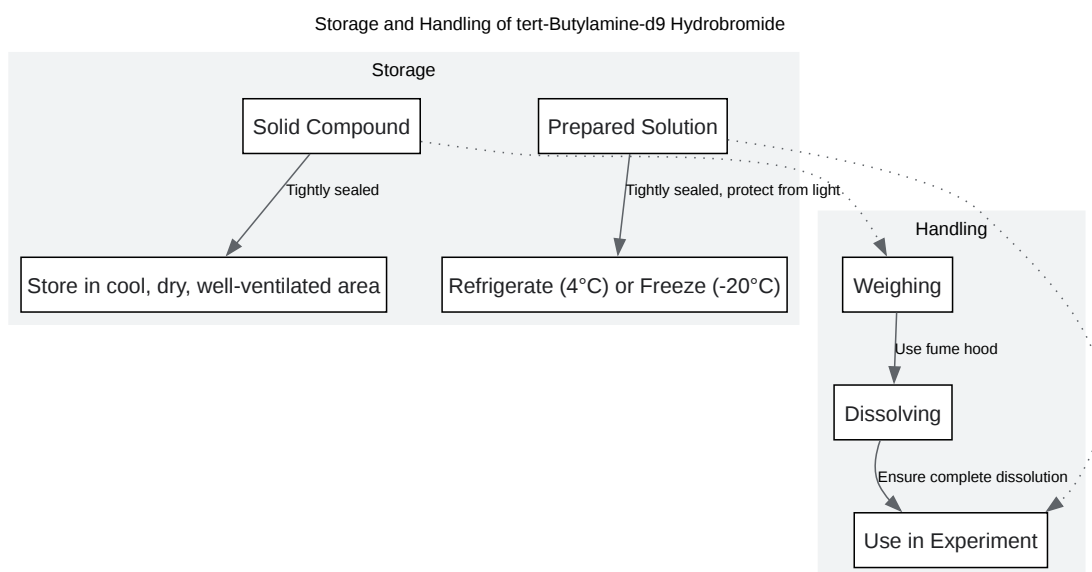 Storage and Handling of tert-Butylamine-d9 Hydrobromide
Storage
Solid Compound
Prepared Solution
Tightly sealed
Tightly sealed, protect from light
Store in cool, dry, well-ventilated area
Refrigerate (4°C) or Freeze (-20°C)
Handling
Weighing
Use fume hood
Dissolving
Ensure complete dissolution
Use in Experiment